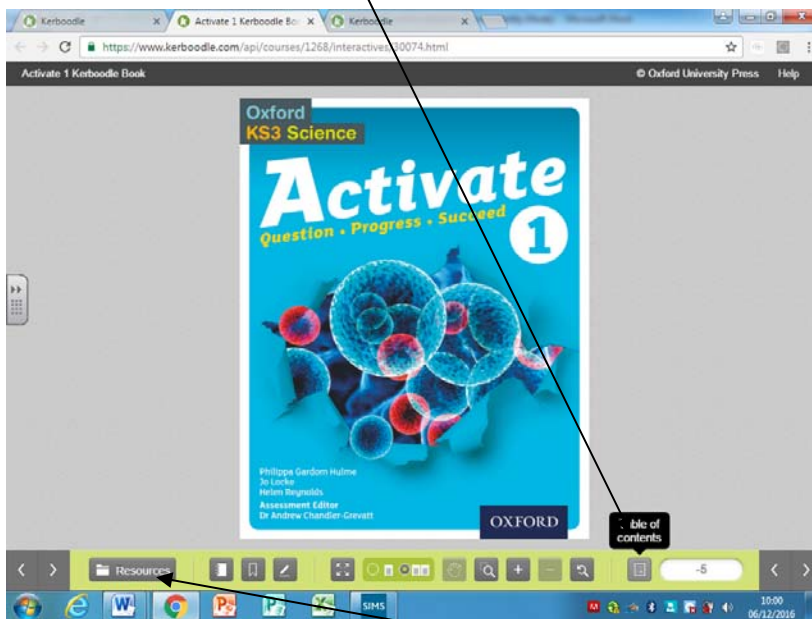 Kerboodle
Activate 1 Kerboodle Bo
Kerboodle
https://www.kerboodle.com/api/courses/1268/interactives/30074.html
Activate 1 Kerboodle Book
© Oxford University Press Help
Oxford
KS3 Science
Activate
Question • Progress • Succeed
1
Philippa Gardom Hulme
Jo Locke
Helen Reynolds
Assessment Editor
Dr Andrew Chandler-Grevatt
OXFORD
ble of
contents
Resources
-5
SIMS
10:00
06/12/2016